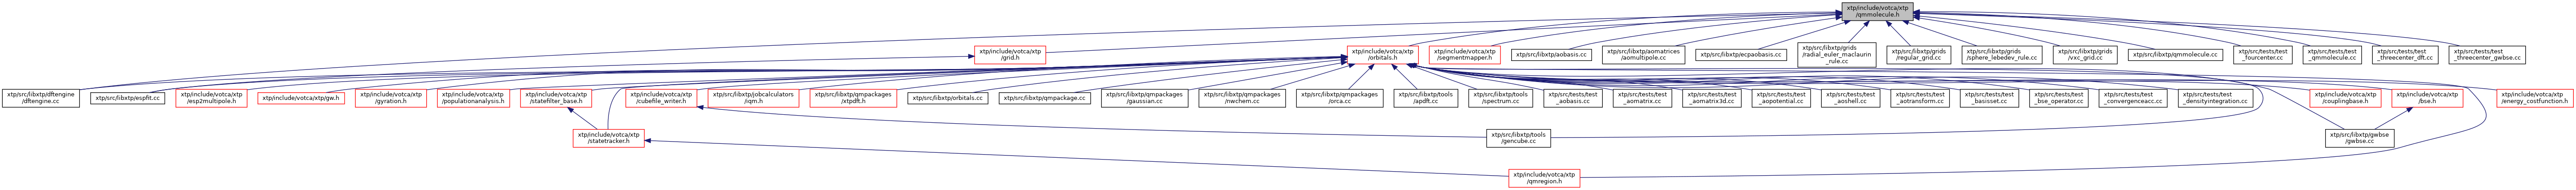 xtp/include/votca/xtp
/qmmolecule.h
xtp/include/votca/xtp
/grid.h
xtp/include/votca/xtp
/orbitals.h
xtp/include/votca/xtp
/segmentmapper.h
xtp/src/libxtp/aobasis.cc
xtp/src/libxtp/aomatrices
/aomultipole.cc
xtp/src/libxtp/ecpaobasis.cc
xtp/src/libxtp/grids
/radial_euler_maclaurin
_rule.cc
xtp/src/libxtp/grids
/regular_grid.cc
xtp/src/libxtp/grids
/sphere_lebedev_rule.cc
xtp/src/libxtp/grids
/vxc_grid.cc
xtp/src/libxtp/qmmolecule.cc
xtp/src/tests/test
_fourcenter.cc
xtp/src/tests/test
_qmmolecule.cc
xtp/src/tests/test
_threecenter_dft.cc
xtp/src/tests/test
_threecenter_gwbse.cc
xtp/src/libxtp/dftengine
/dftengine.cc
xtp/src/libxtp/espfit.cc
xtp/include/votca/xtp
/esp2multipole.h
xtp/include/votca/xtp/gw.h
xtp/include/votca/xtp
/gyration.h
xtp/include/votca/xtp
/populationanalysis.h
xtp/include/votca/xtp
/statefilter_base.h
xtp/include/votca/xtp
/cubefile_writer.h
xtp/src/libxtp/jobcalculators
/iqm.h
xtp/src/libxtp/qmpackages
/xtpdft.h
xtp/src/libxtp/orbitals.cc
xtp/src/libxtp/qmpackage.cc
xtp/src/libxtp/qmpackages
/gaussian.cc
xtp/src/libxtp/qmpackages
/nwchem.cc
xtp/src/libxtp/qmpackages
/orca.cc
xtp/src/libxtp/tools
/apdft.cc
xtp/src/libxtp/tools
/spectrum.cc
xtp/src/tests/test
_aobasis.cc
xtp/src/tests/test
_aomatrix.cc
xtp/src/tests/test
_aomatrix3d.cc
xtp/src/tests/test
_aopotential.cc
xtp/src/tests/test
_aoshell.cc
xtp/src/tests/test
_aotransform.cc
xtp/src/tests/test
_basisset.cc
xtp/src/tests/test
_bse_operator.cc
xtp/src/tests/test
_convergenceacc.cc
xtp/src/tests/test
_densityintegration.cc
xtp/include/votca/xtp
/couplingbase.h
xtp/include/votca/xtp
/bse.h
xtp/include/votca/xtp
/energy_costfunction.h
xtp/include/votca/xtp
/statetracker.h
xtp/src/libxtp/tools
/gencube.cc
xtp/src/libxtp/gwbse
/gwbse.cc
xtp/include/votca/xtp
/qmregion.h